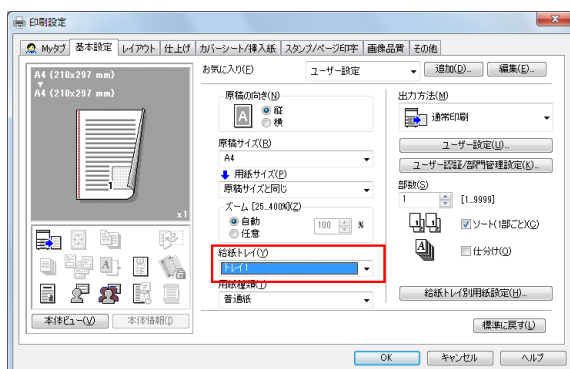 印刷設定
Myタブ 基本設定 レイアウト 仕上げ カバーシート/挿入紙 スタンプ/ページ印字 画像品質 その他
A4 (210x297 mm)
A4 (210x297 mm)
1
x1
本体ビュー(V) 本体情報(I)
お気に入り(F) ユーザー設定 追加(D)... 編集(E)...
原稿の向き(N)
A
縦
横
原稿サイズ(R)
A4
用紙サイズ(P)
原稿サイズと同じ
ズーム [25..400%](Z)
自動
任意
100 %
給紙トレイ(Y)
トレイ1
用紙種類(T)
普通紙
出力方法(M)
通常印刷
ユーザー設定(U)...
ユーザー認証/部門管理設定(K)...
部数(S)
1 [1..9999]
ソート(1部ごと)(C)
仕分け(O)
給紙トレイ別用紙設定(H)...
標準に戻す(L)
OK キャンセル ヘルプ